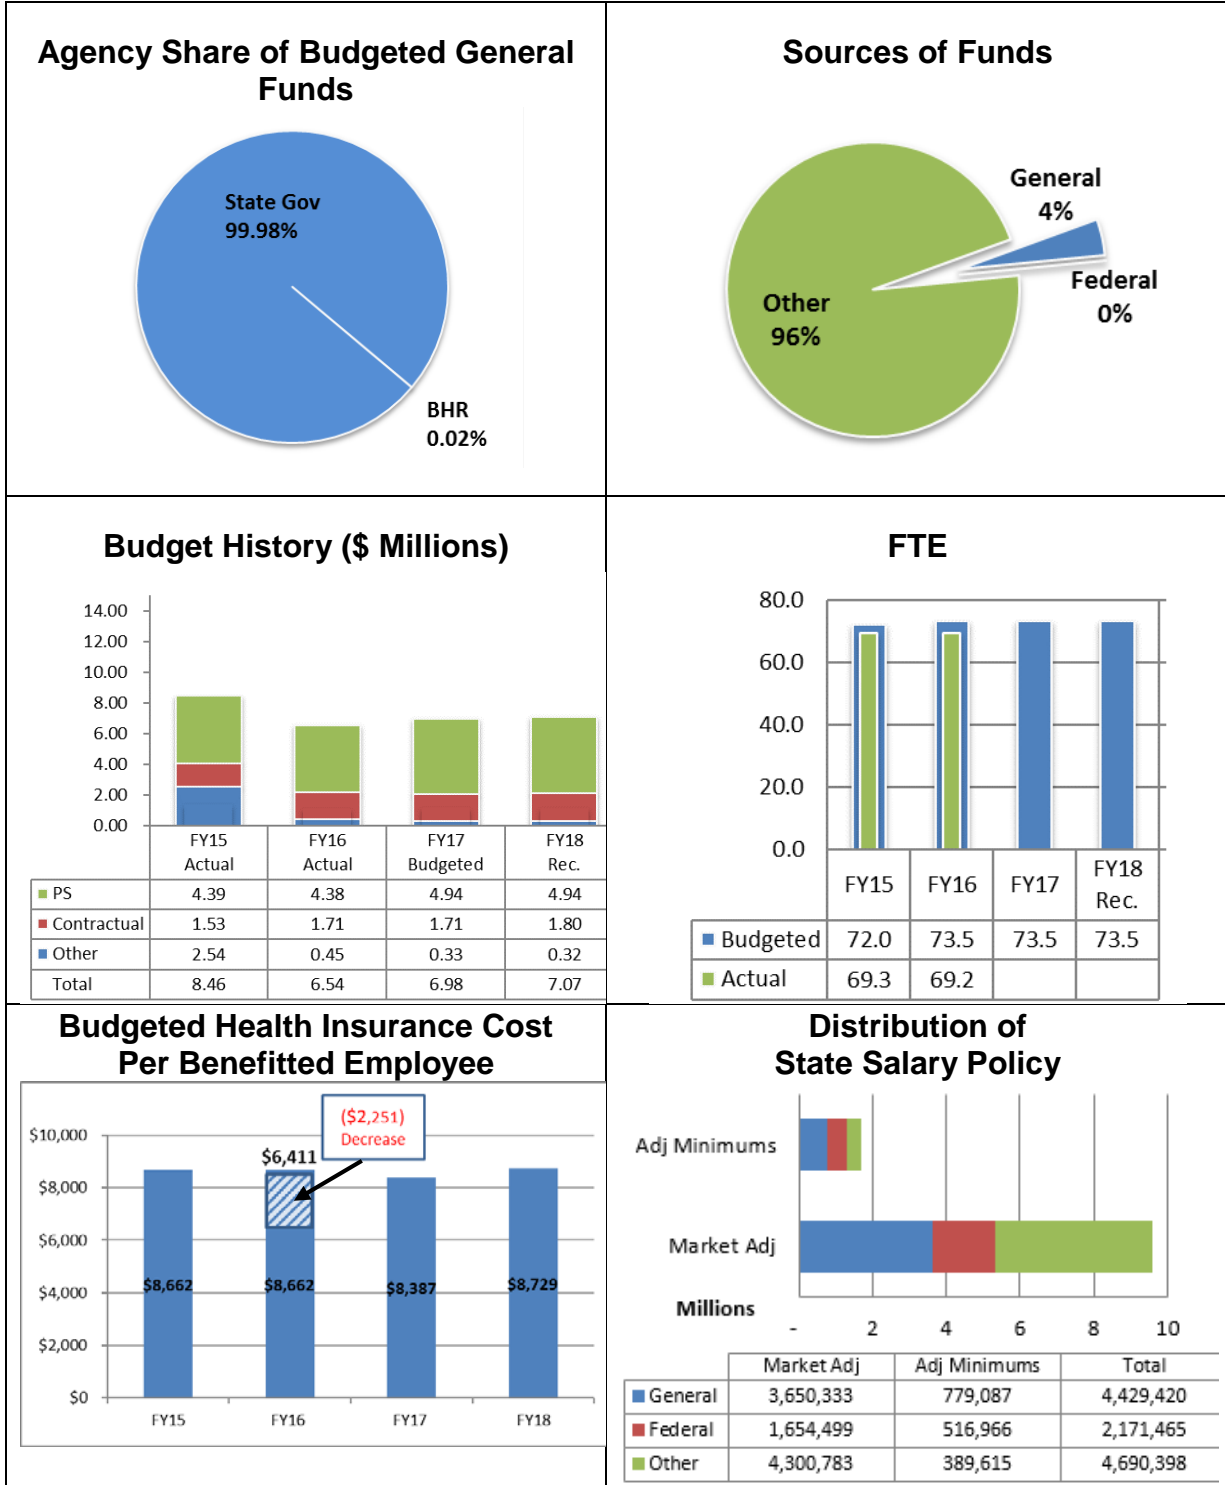 Agency Share of Budgeted General
Funds
State Gov
99.98%
BHR
0.02%
Sources of Funds
General
4%
Federal
0%
Other
96%
Budget History ($ Millions)
14.00
12.00
10.00
8.00
6.00
4.00
2.00
0.00
FY15 FY16 FY17 FY18
Actual Actual Budgeted Rec.
PS 4.39 4.38 4.94 4.94
Contractual 1.53 1.71 1.71 1.80
Other 2.54 0.45 0.33 0.32
Total 8.46 6.54 6.98 7.07
FTE
80.0
60.0
40.0
20.0
0.0
FY15 FY16 FY17 FY18
Rec.
Budgeted 72.0 73.5 73.5 73.5
Actual 69.3 69.2
Budgeted Health Insurance Cost
Per Benefitted Employee
($2,251)
Decrease
$10,000
$6,411
$8,000
$6,000
$4,000
$2,000
$0
$8,662 $8,662 $8,387 $8,729
FY15 FY16 FY17 FY18
Distribution of
State Salary Policy
Adj Minimums
Market Adj
Millions
- 2 4 6 8 10
Market Adj Adj Minimums Total
General 3,650,333 779,087 4,429,420
Federal 1,654,499 516,966 2,171,465
Other 4,300,783 389,615 4,690,398